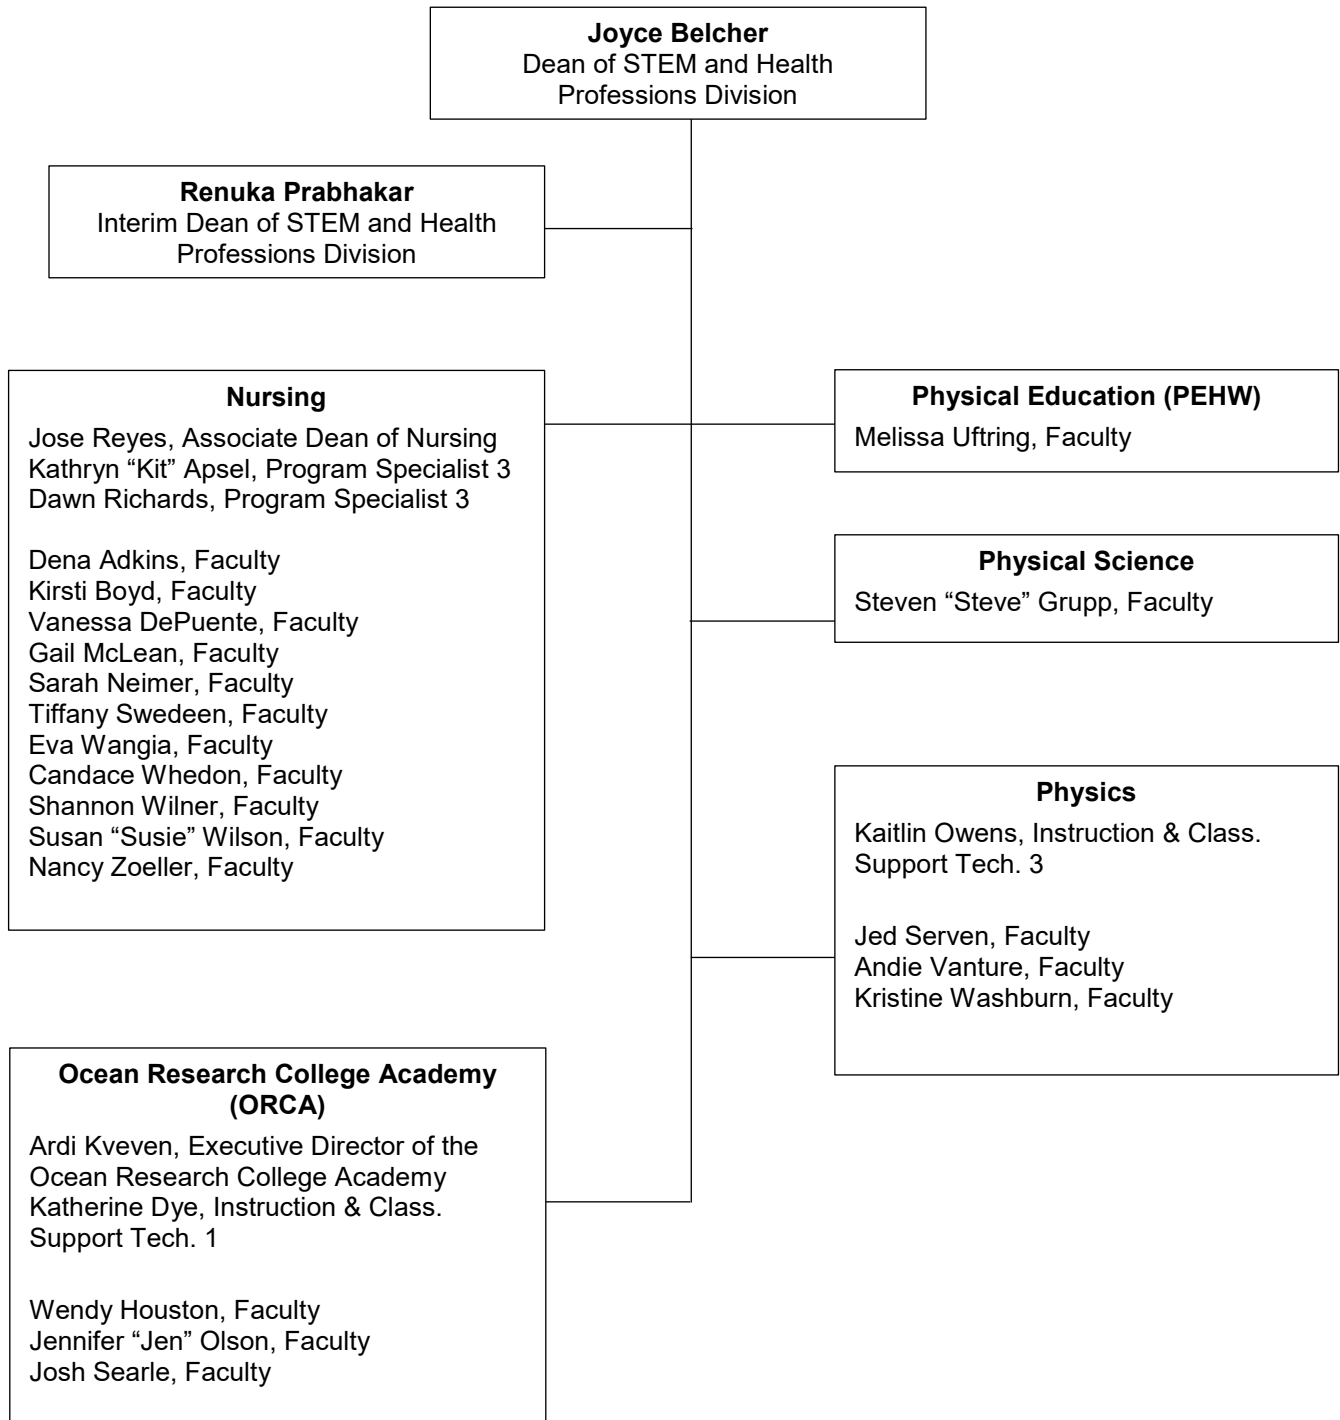 Joyce Belcher
Dean of STEM and Health
Professions Division
Renuka Prabhakar
Interim Dean of STEM and Health
Professions Division
Nursing
Jose Reyes, Associate Dean of Nursing
Kathryn “Kit” Apsel, Program Specialist 3
Dawn Richards, Program Specialist 3
Dena Adkins, Faculty
Kirsti Boyd, Faculty
Vanessa DePuente, Faculty
Gail McLean, Faculty
Sarah Neimer, Faculty
Tiffany Swedeen, Faculty
Eva Wangia, Faculty
Candace Whedon, Faculty
Shannon Wilner, Faculty
Susan “Susie” Wilson, Faculty
Nancy Zoeller, Faculty
Physical Education (PEHW)
Melissa Uftring, Faculty
Physical Science
Steven “Steve” Grupp, Faculty
Physics
Kaitlin Owens, Instruction & Class.
Support Tech. 3
Jed Serven, Faculty
Andie Vanture, Faculty
Kristine Washburn, Faculty
Ocean Research College Academy
(ORCA)
Ardi Kveven, Executive Director of the
Ocean Research College Academy
Katherine Dye, Instruction & Class.
Support Tech. 1
Wendy Houston, Faculty
Jennifer “Jen” Olson, Faculty
Josh Searle, Faculty